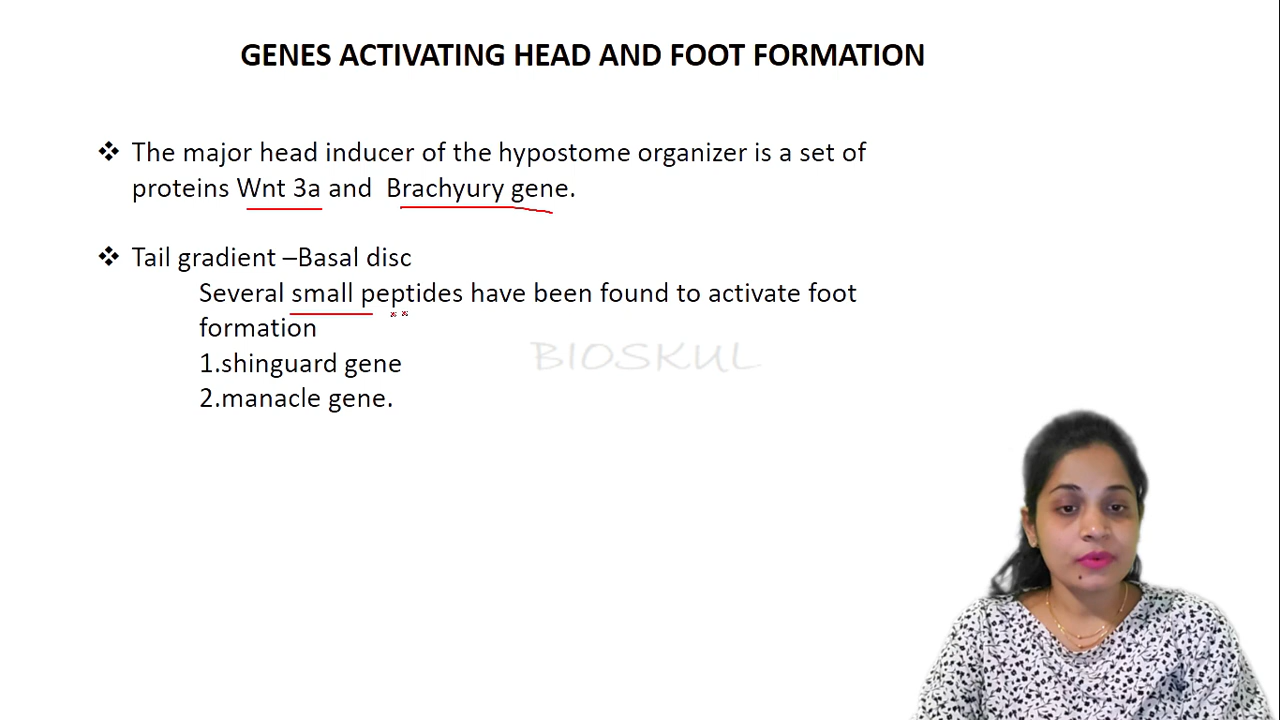 GENES ACTIVATING HEAD AND FOOT FORMATION
❖ The major head inducer of the hypostome organizer is a set of
proteins Wnt 3a and Brachyury gene.
❖ Tail gradient –Basal disc
Several small peptides have been found to activate foot
formation
BIOSKUL
1.shinguard gene
2.manacle gene.